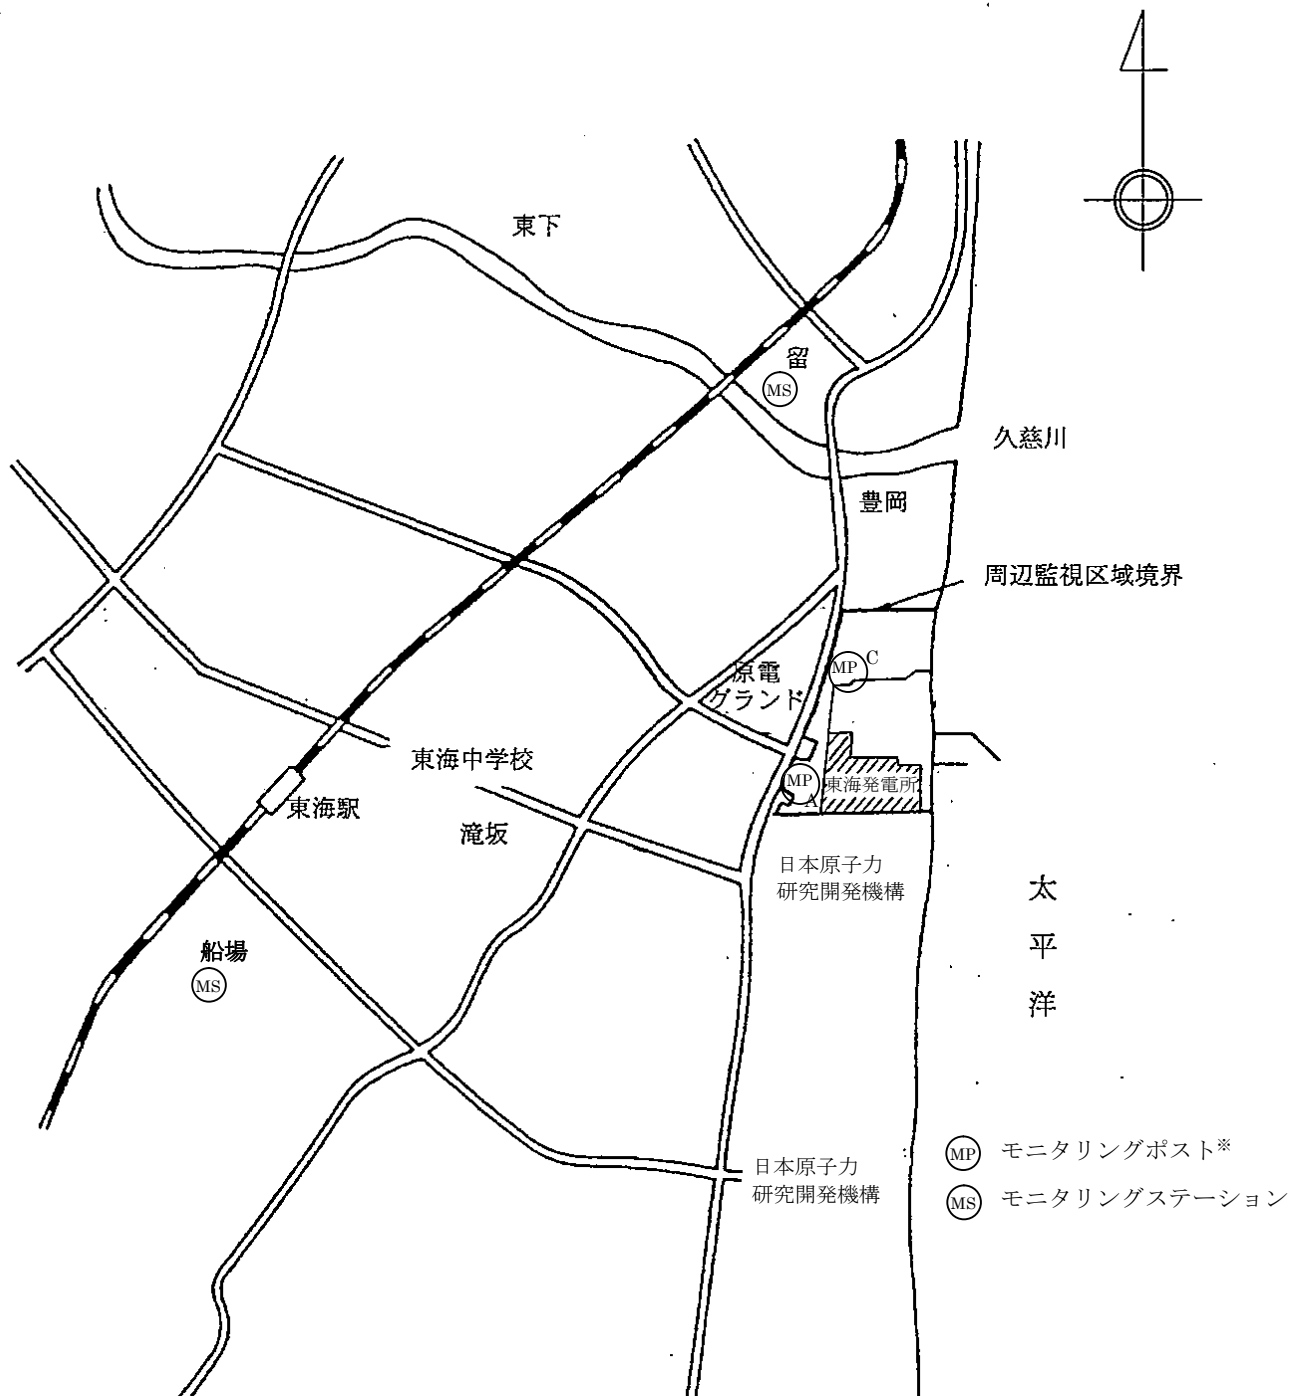 東下
留
MS
久慈川
豊岡
周辺監視区域境界
MP C
原電
グランド
東海中学校
MP
A
東海発電所
東海駅
滝坂
日本原子力
研究開発機構
太
平
洋
船場
MS
MP モニタリングポスト※
日本原子力
研究開発機構
MS モニタリングステーション